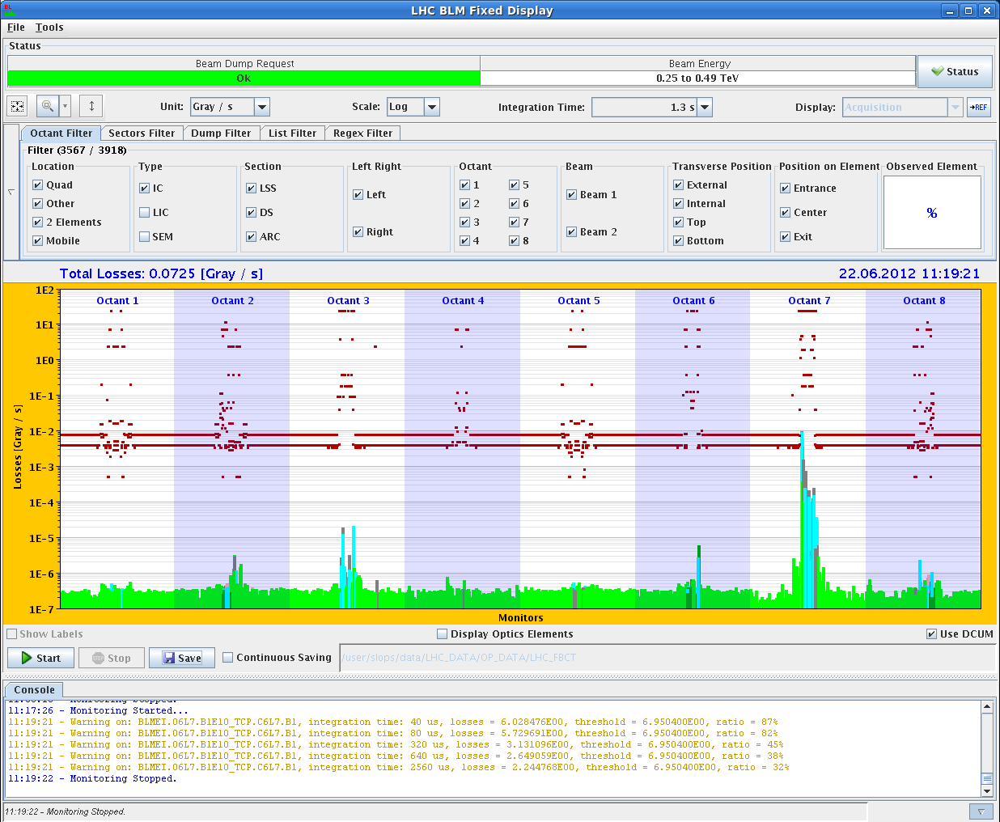 LHC BLM Fixed Display
File Tools
Status
Beam Dump Request Beam Energy
Ok 0.25 to 0.49 TeV
Status
Unit: Gray / s Scale: Log Integration Time: 1.3 s Display: Acquisition REF
Octant Filter Sectors Filter Dump Filter List Filter Regex Filter
Filter (3567 / 3918)
Location Type Section Left Right Octant Beam Transverse Position Position on Element Observed Element
Quad IC LSS Left 1 5 Beam 1 External Entrance
Other LIC DS Right 2 6 Beam 2 Internal Center %
2 Elements SEM ARC 3 7 Top Exit
Mobile 4 8 Bottom
Total Losses: 0.0725 [Gray / s] 22.06.2012 11:19:21
Octant 1 Octant 2 Octant 3 Octant 4 Octant 5 Octant 6 Octant 7 Octant 8
1E2
1E1
1E0
1E-1
1E-2
1E-3
1E-4
1E-5
1E-6
1E-7
Losses [Gray / s]
Monitors
Show Labels Display Optics Elements Use DCUM
Start STOP Stop Save Continuous Saving /user/slops/data/LHC_DATA/OP_DATA/LHC_FBCT
Console
Monitoring Stopped.
11:17:26 - Monitoring Started...
11:19:21 - Warning on: BLMEI.06L7.B1E10_TCP.C6L7.B1, integration time: 40 us, losses = 6.028476E00, threshold = 6.950400E00, ratio = 87%
11:19:21 - Warning on: BLMEI.06L7.B1E10_TCP.C6L7.B1, integration time: 80 us, losses = 5.729691E00, threshold = 6.950400E00, ratio = 82%
11:19:21 - Warning on: BLMEI.06L7.B1E10_TCP.C6L7.B1, integration time: 320 us, losses = 3.131096E00, threshold = 6.950400E00, ratio = 45%
11:19:21 - Warning on: BLMEI.06L7.B1E10_TCP.C6L7.B1, integration time: 640 us, losses = 2.649059E00, threshold = 6.950400E00, ratio = 38%
11:19:21 - Warning on: BLMEI.06L7.B1E10_TCP.C6L7.B1, integration time: 2560 us, losses = 2.244768E00, threshold = 6.950400E00, ratio = 32%
11:19:22 - Monitoring Stopped.
11:19:22 - Monitoring Stopped.